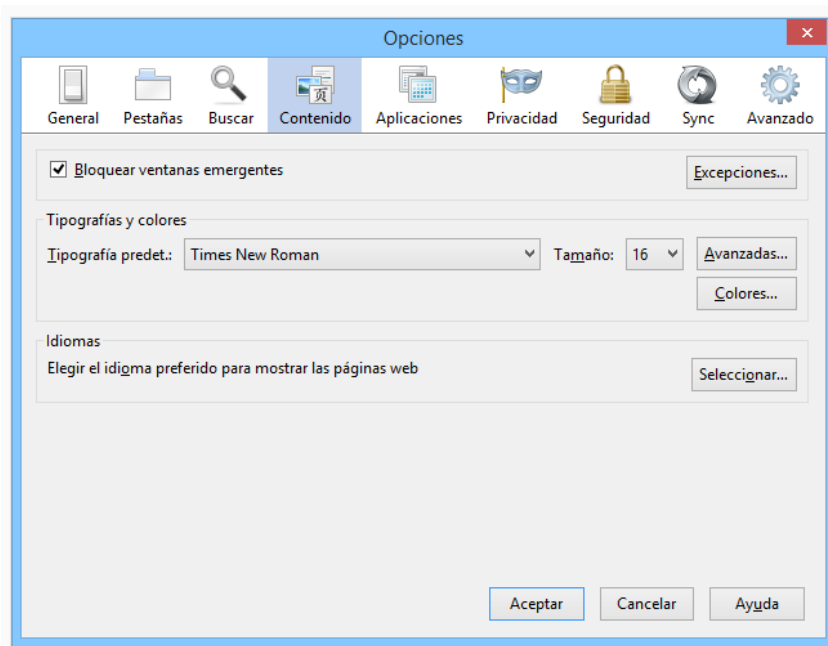 Opciones
General Pestañas Buscar Contenido Aplicaciones Privacidad Seguridad Sync Avanzado
Bloquear ventanas emergentes Excepciones...
Tipografías y colores
Tipografía predet.: Times New Roman Tamaño: 16 Avanzadas...
Colores...
Idiomas
Elegir el idioma preferido para mostrar las páginas web
Seleccionar...
Aceptar Cancelar Ayuda